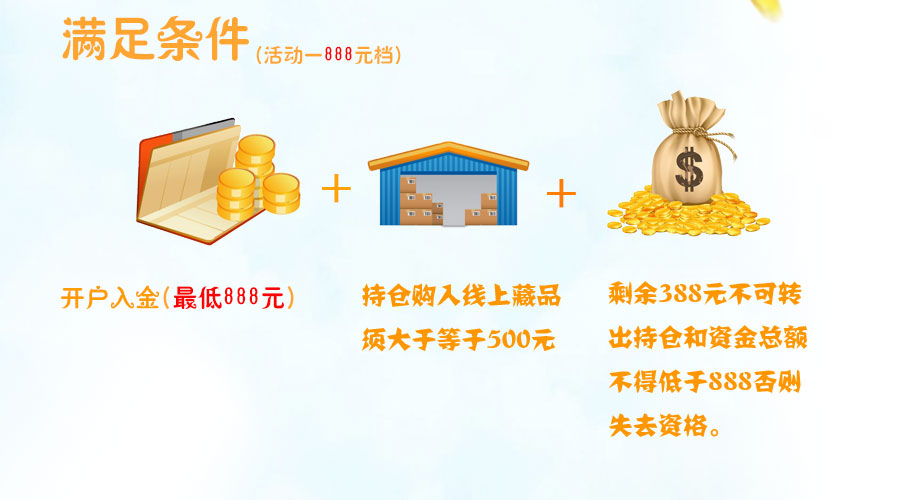 满足条件(活动一888元档)
开户入金(最低888元)
持仓购入线上藏品
须大于等于500元
剩余388元不可转
出持仓和资金总额
不得低于888否则
失去资格。